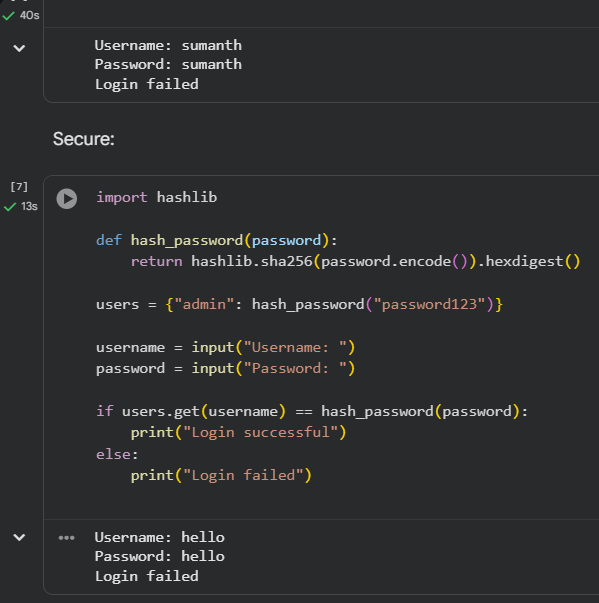 40s
Username: sumanth
Password: sumanth
Login failed
Secure:
[7]
13s
import hashlib
def hash_password(password):
    return hashlib.sha256(password.encode()).hexdigest()
users = {"admin": hash_password("password123")}
username = input("Username: ")
password = input("Password: ")
if users.get(username) == hash_password(password):
    print("Login successful")
else:
    print("Login failed")
Username: hello
Password: hello
Login failed